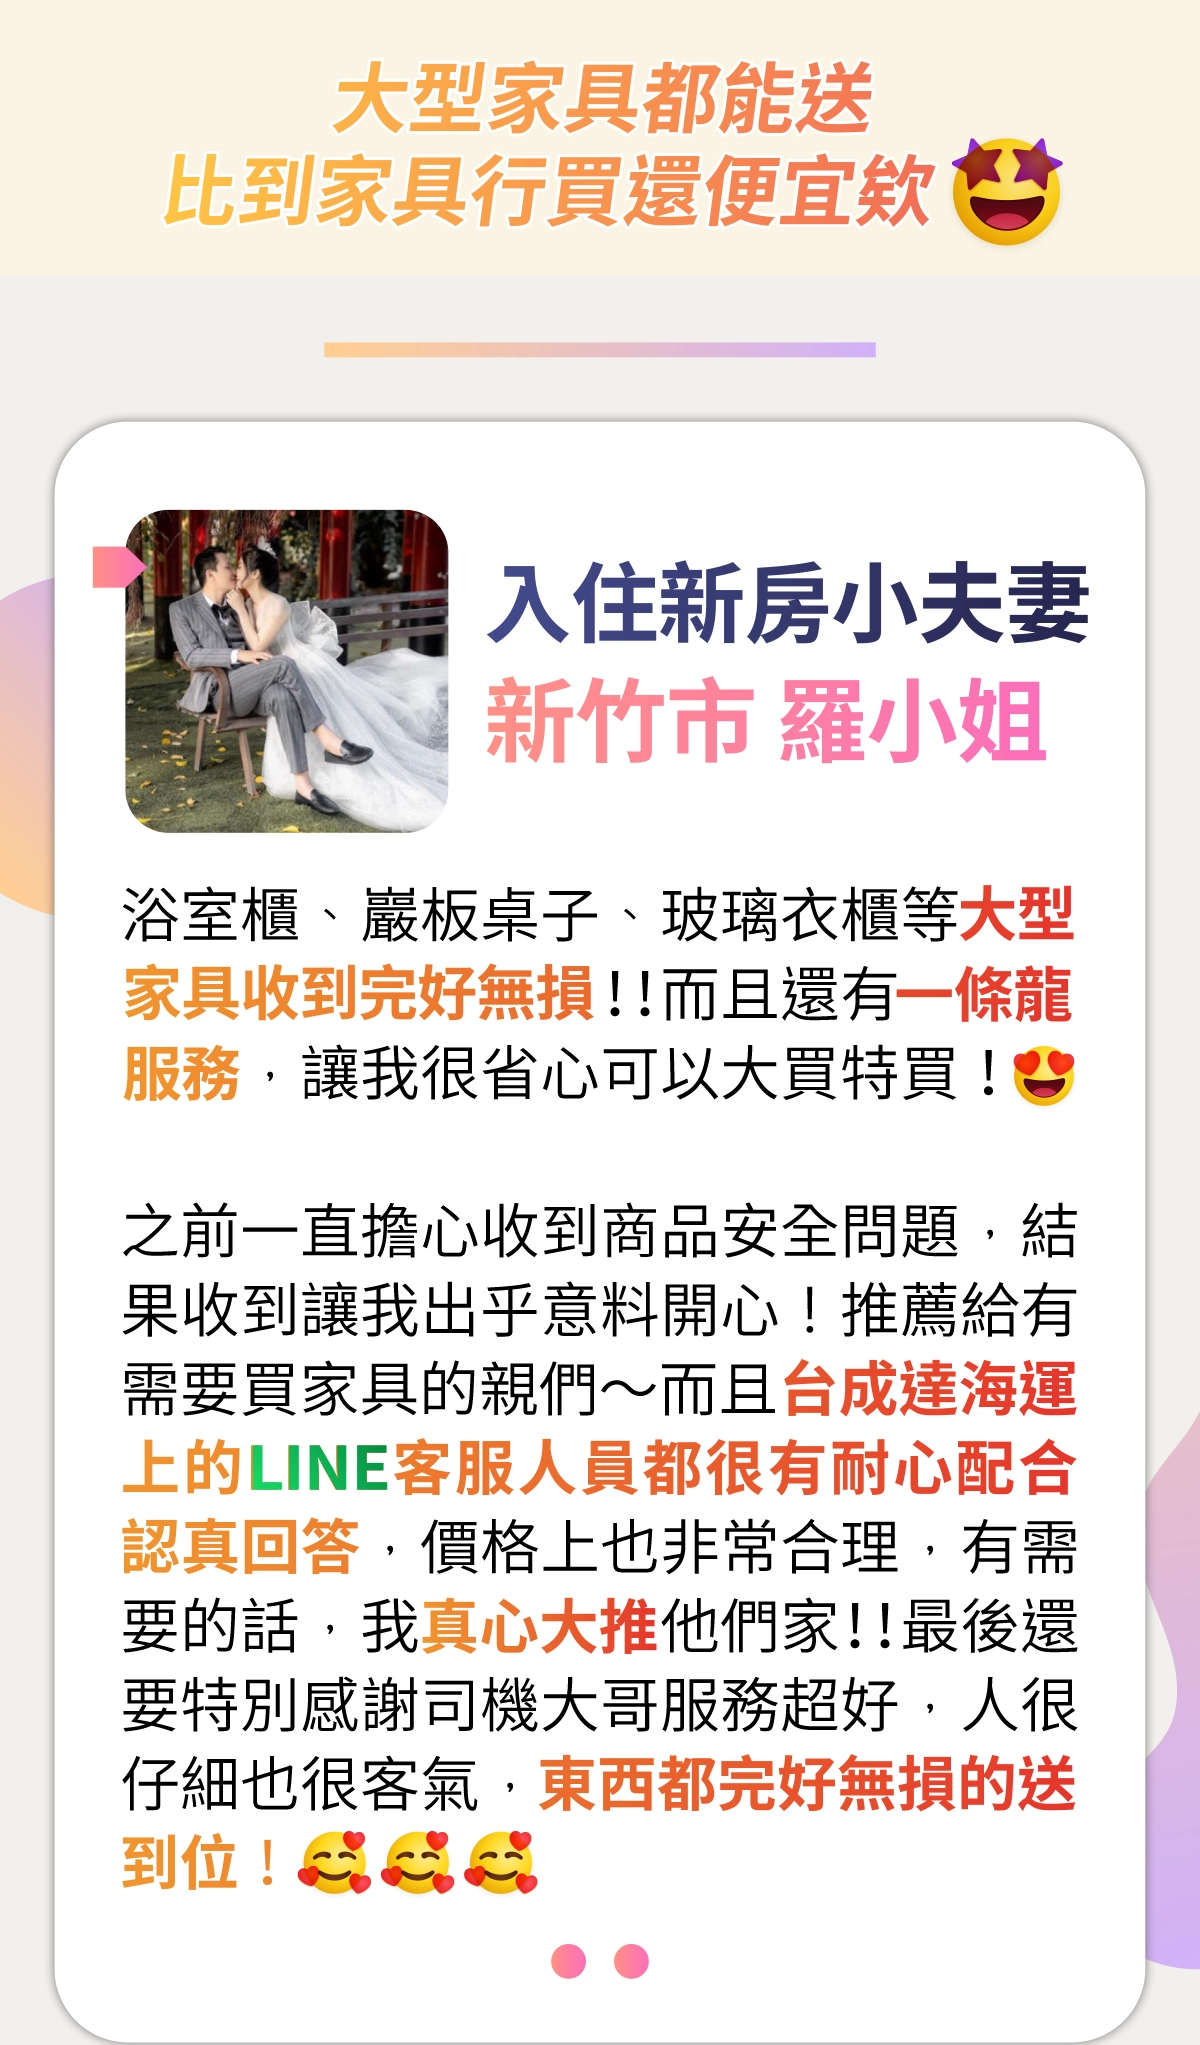 大型家具都能送
比到家具行買還便宜欸🤩
入住新房小夫妻
新竹市 羅小姐
浴室櫃、巖板桌子、玻璃衣櫃等大型
家具收到完好無損!!而且還有一條龍
服務，讓我很省心可以大買特買！😍
之前一直擔心收到商品安全問題，結
果收到讓我出乎意料開心！推薦給有
需要買家具的親們～而且台成達海運
上的LINE客服人員都很有耐心配合
認真回答，價格上也非常合理，有需
要的話，我真心大推他們家!!最後還
要特別感謝司機大哥服務超好，人很
仔細也很客氣，東西都完好無損的送
到位！🥰🥰🥰